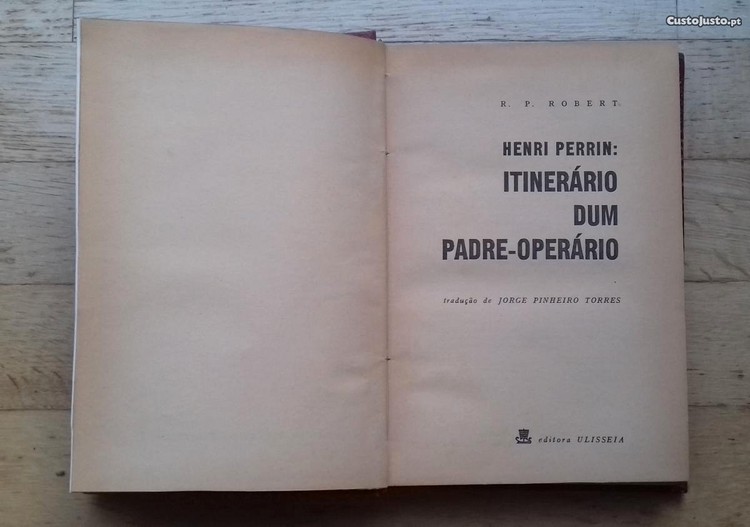 CustoJusto.pt
R. P. ROBERT
HENRI PERRIN:
ITINERÁRIO
DUM
PADRE-OPERÁRIO
tradução de JORGE PINHEIRO TORRES
editora ULISSEIA